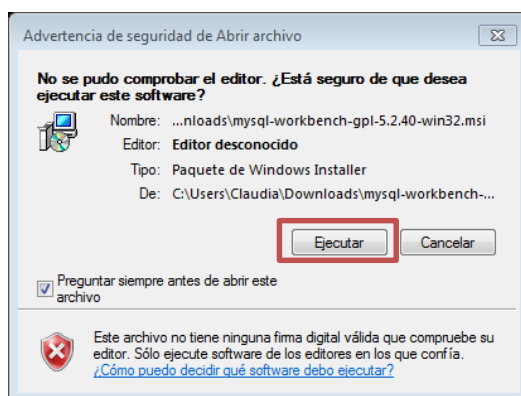 Advertencia de seguridad de Abrir archivo
No se pudo comprobar el editor. ¿Está seguro de que desea
ejecutar este software?
Nombre: ...nloads\mysql-workbench-gpl-5.2.40-win32.msi
Editor: Editor desconocido
Tipo: Paquete de Windows Installer
De: C:\Users\Claudia\Downloads\mysql-workbench-...
Ejecutar Cancelar
Preguntar siempre antes de abrir este
archivo
Este archivo no tiene ninguna firma digital válida que compruebe su
editor. Sólo ejecute software de los editores en los que confía.
¿Cómo puedo decidir qué software debo ejecutar?